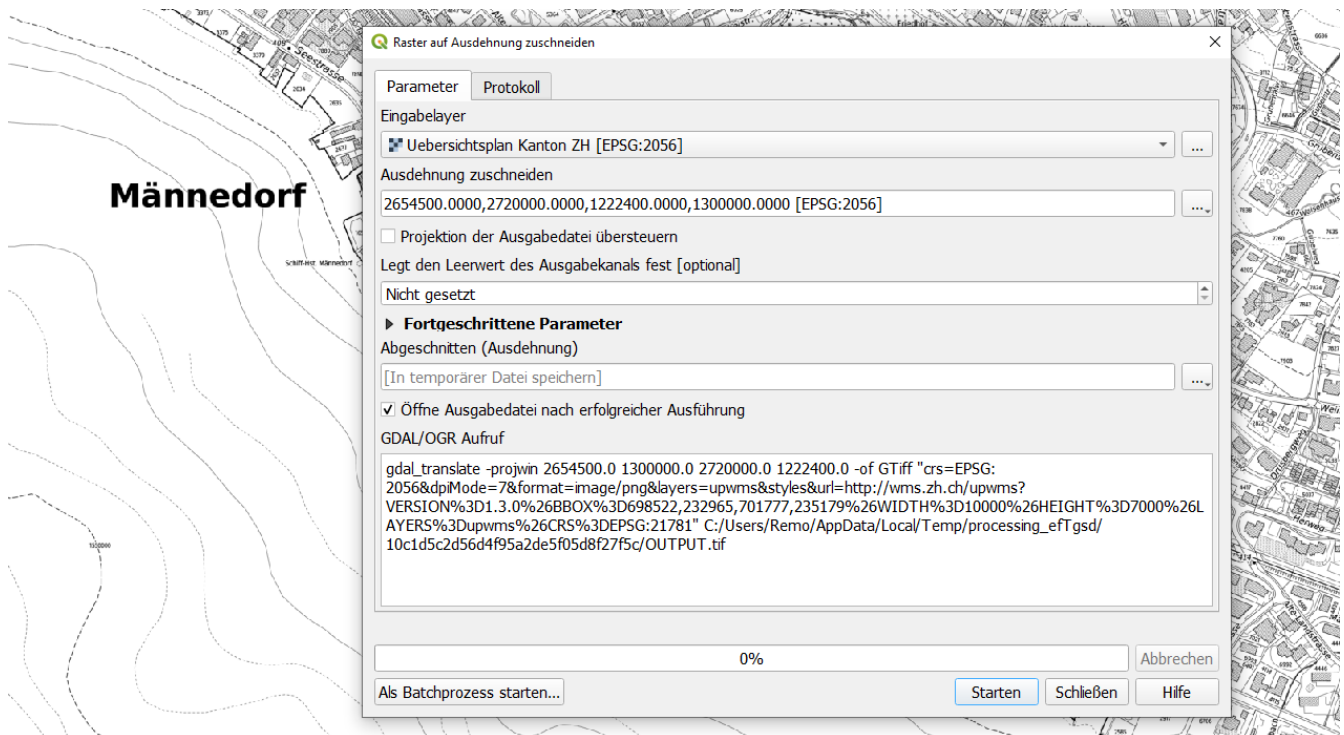 Seestrasse
Männedorf
Schiff-Hst. Männedorf
Raster auf Ausdehnung zuschneiden
Parameter
Protokoll
Eingabelayer
Uebersichtsplan Kanton ZH [EPSG:2056]
...
Ausdehnung zuschneiden
2654500.0000,2720000.0000,1222400.0000,1300000.0000 [EPSG:2056]
...
Projektion der Ausgabedatei übersteuern
Legt den Leerwert des Ausgabekanals fest [optional]
Nicht gesetzt
Fortgeschrittene Parameter
Abgeschnitten (Ausdehnung)
[In temporärer Datei speichern]
...
Öffne Ausgabedatei nach erfolgreicher Ausführung
GDAL/OGR Aufruf
gdal_translate -projwin 2654500.0 1300000.0 2720000.0 1222400.0 -of GTiff "crs=EPSG:
2056&dpiMode=7&format=image/png&layers=upwms&styles&url=http://wms.zh.ch/upwms?
VERSION%3D1.3.0%26BBOX%3D698522,232965,701777,235179%26WIDTH%3D10000%26HEIGHT%3D7000%26L
AYERS%3Dupwms%26CRS%3DEPSG:21781" C:/Users/Remo/AppData/Local/Temp/processing_efTgsd/
10c1d5c2d56d4f95a2de5f05d8f27f5c/OUTPUT.tif
0%
Abbrechen
Als Batchprozess starten...
Starten
Schließen
Hilfe